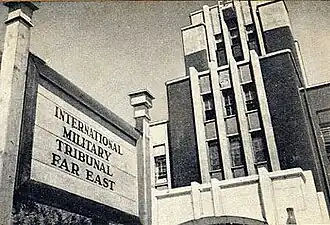 INTERNATIONAL
MILITARY
TRIBUNAL
FAR EAST